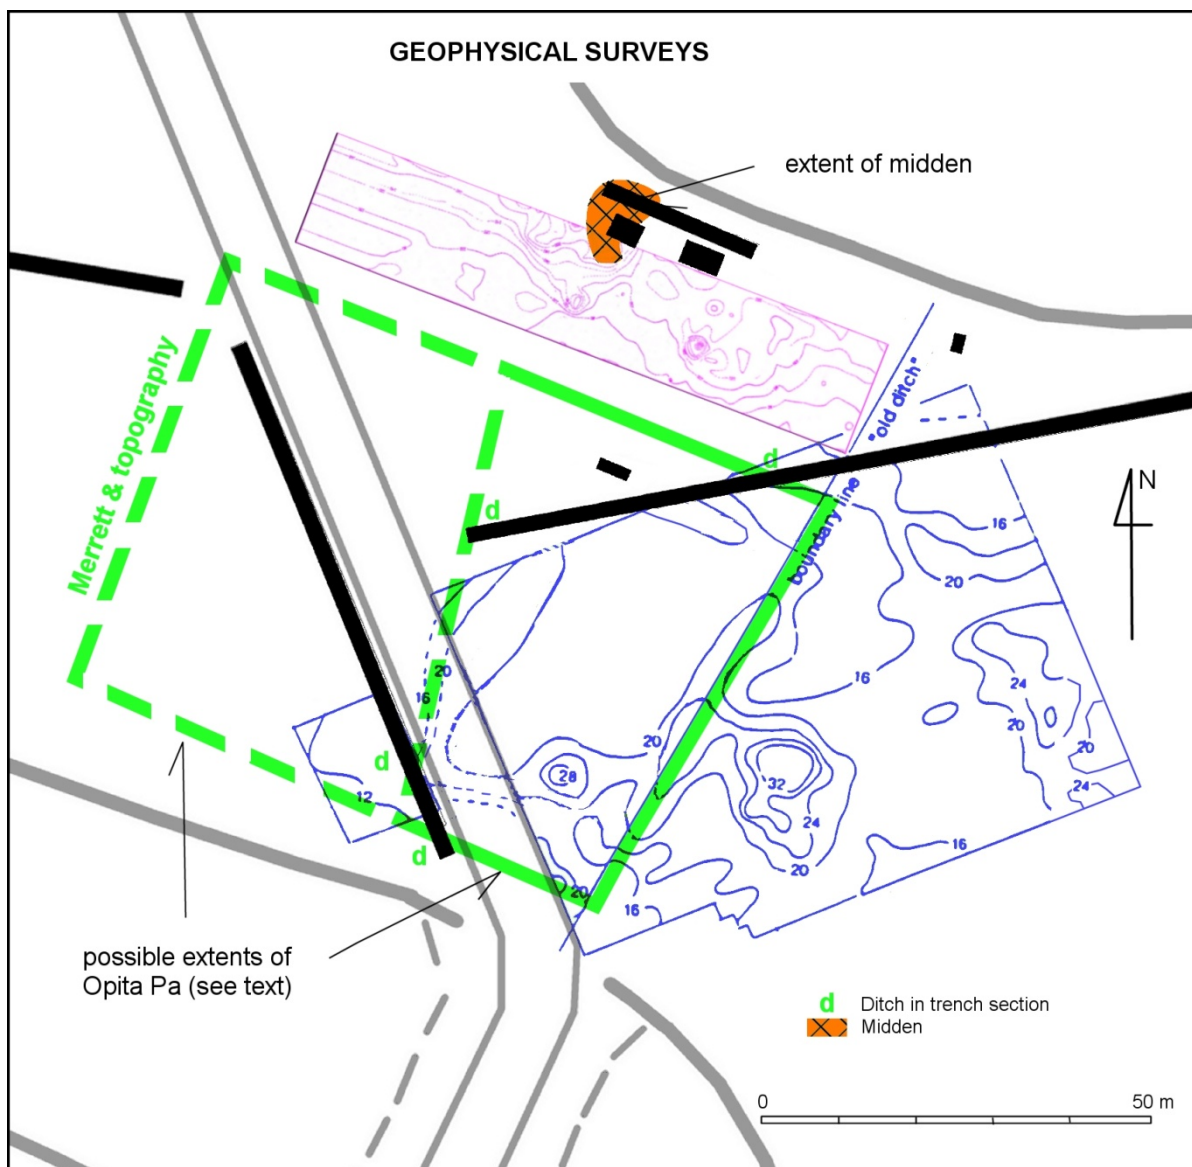 GEOPHYSICAL SURVEYS
extent of midden
Merrett & topography
"old ditch"
boundary line
N
d
d
d
d
16
20
16
20
24
20
20
24
16
20
16
20
28
32
24
20
16
12
20
16
possible extents of
Opita Pa (see text)
d Ditch in trench section
Midden
0 50 m